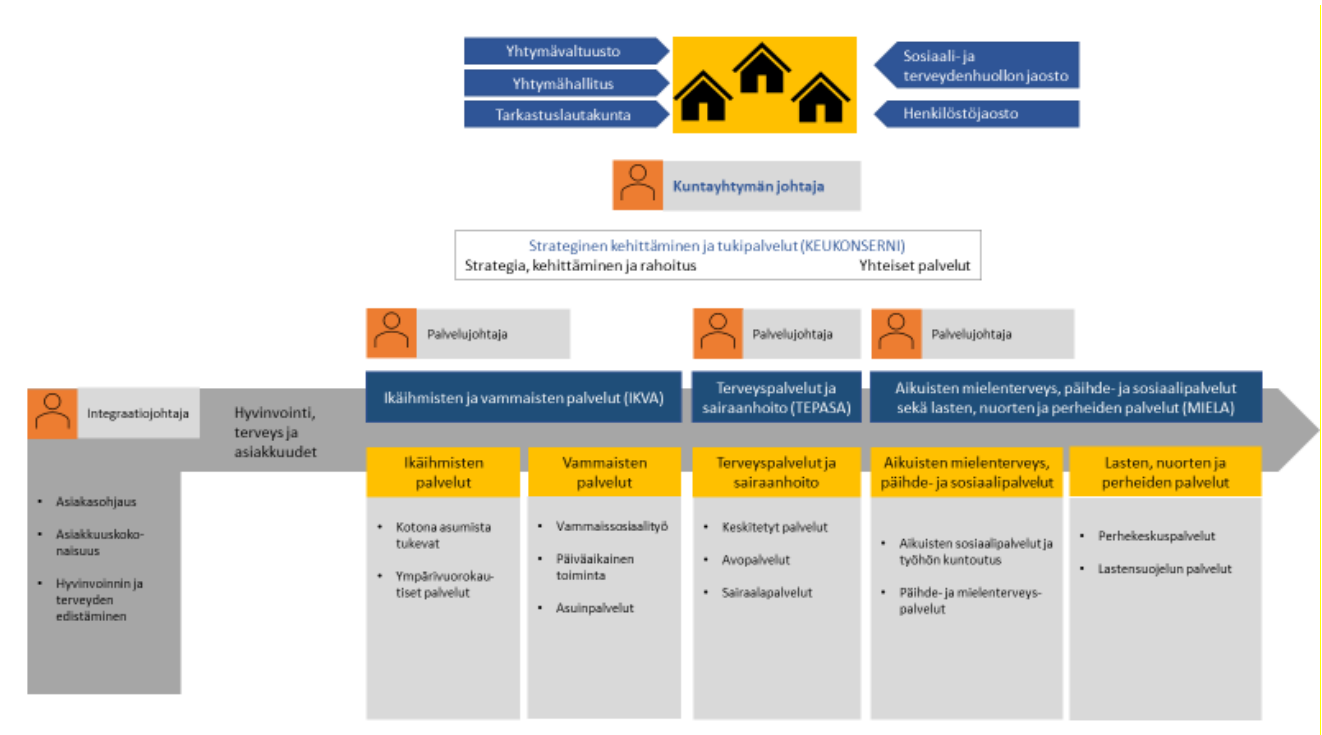 Yhtymävaltuusto
Yhtymähallitus
Tarkastuslautakunta
Sosiaali- ja
terveydenhuollon jaosto
Henkilöstöjaosto
Kuntayhtymän johtaja
Strateginen kehittäminen ja tukipalvelut (KEUKONSERNI)
Strategia, kehittäminen ja rahoitus Yhteiset palvelut
Palvelujohtaja
Palvelujohtaja
Palvelujohtaja
Integraatiojohtaja
Hyvinvointi,
terveys ja
asiakkuudet
Ikäihmisten ja vammaisten palvelut (IKVA)
Terveyspalvelut ja
sairaanhoito (TEPASA)
Aikuisten mielenterveys, päihde- ja sosiaalipalvelut
sekä lasten, nuorten ja perheiden palvelut (MIELA)
• Asiakasohjaus
• Asiakkuuskoko-
naisuus
• Hyvinvoinnin ja
terveyden
edistäminen
Ikäihmisten
palvelut
• Kotona asumista
tukevat
• Ympärivuorokau-
tiset palvelut
Vammaisten
palvelut
• Vammaissosiaalityö
• Päiväaikainen
toiminta
• Asuinpalvelut
Terveyspalvelut ja
sairaanhoito
• Keskitetyt palvelut
• Avopalvelut
• Sairaalapalvelut
Aikuisten mielenterveys,
päihde- ja sosiaalipalvelut
• Aikuisten sosiaalipalvelut ja
työhön kuntoutus
• Päihde- ja mielenterveys-
palvelut
Lasten, nuorten ja
perheiden palvelut
• Perhekeskuspalvelut
• Lastensuojelun palvelut